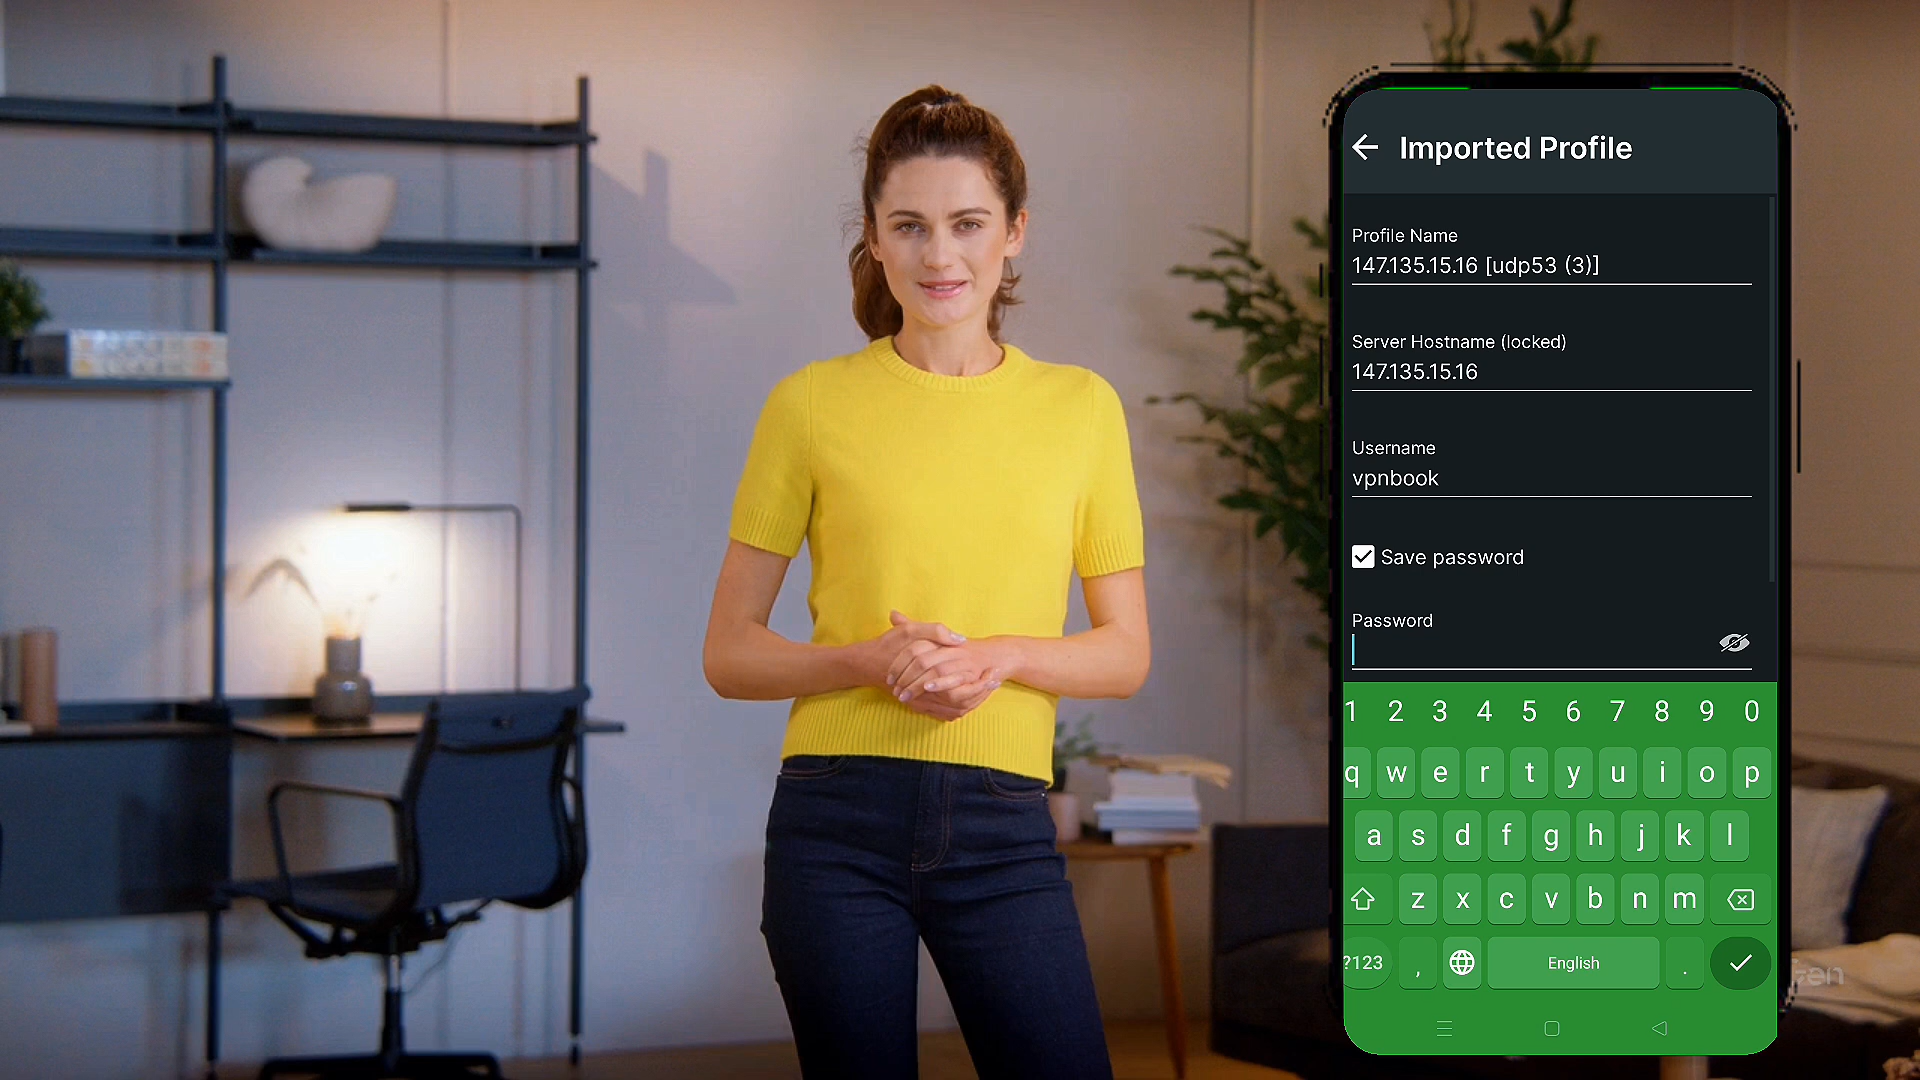 Imported Profile
Profile Name
147.135.15.16 [udp53 (3)]
Server Hostname (locked)
147.135.15.16
Username
vpnbook
Save password
Password
1 2 3 4 5 6 7 8 9 0
q w e r t y u i o p
a s d f g h j k l
z x c v b n m
?123 , English .